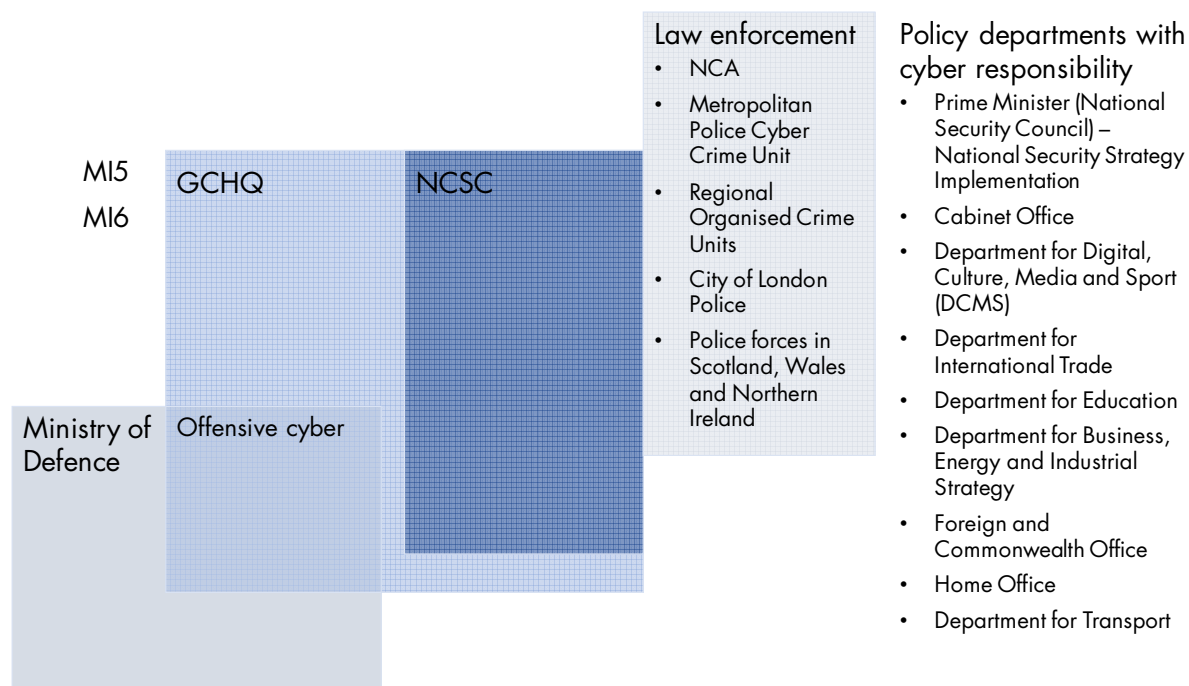 MI5
MI6
GCHQ
NCSC
Ministry of
Defence
Offensive cyber
Law enforcement
• NCA
• Metropolitan
Police Cyber
Crime Unit
• Regional
Organised Crime
Units
• City of London
Police
• Police forces in
Scotland, Wales
and Northern
Ireland
Policy departments with
cyber responsibility
• Prime Minister (National
Security Council) –
National Security Strategy
Implementation
• Cabinet Office
• Department for Digital,
Culture, Media and Sport
(DCMS)
• Department for
International Trade
• Department for Education
• Department for Business,
Energy and Industrial
Strategy
• Foreign and
Commonwealth Office
• Home Office
• Department for Transport